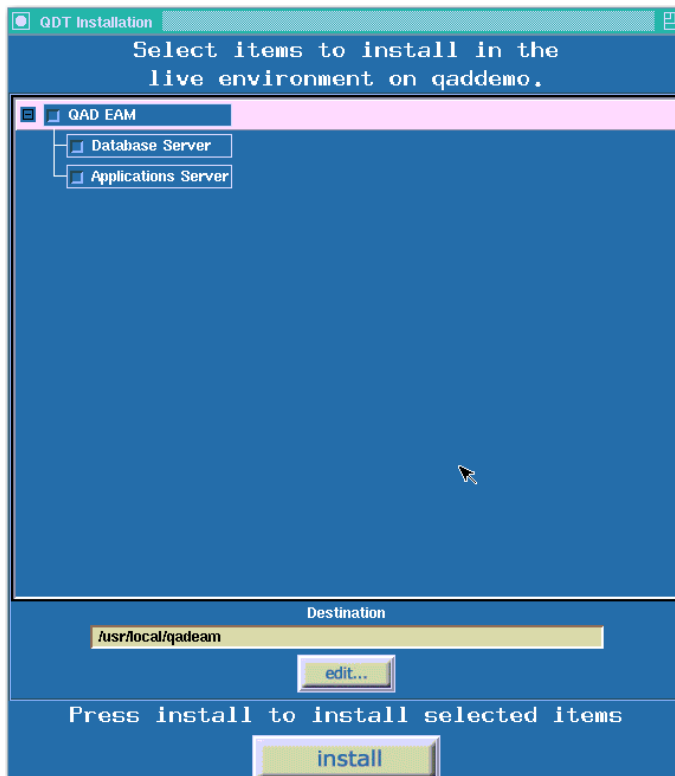 QDT Installation
Select items to install in the
live environment on qaddemo.
QAD EAM
Database Server
Applications Server
Destination
/usr/local/qadeam
edit...
Press install to install selected items
install